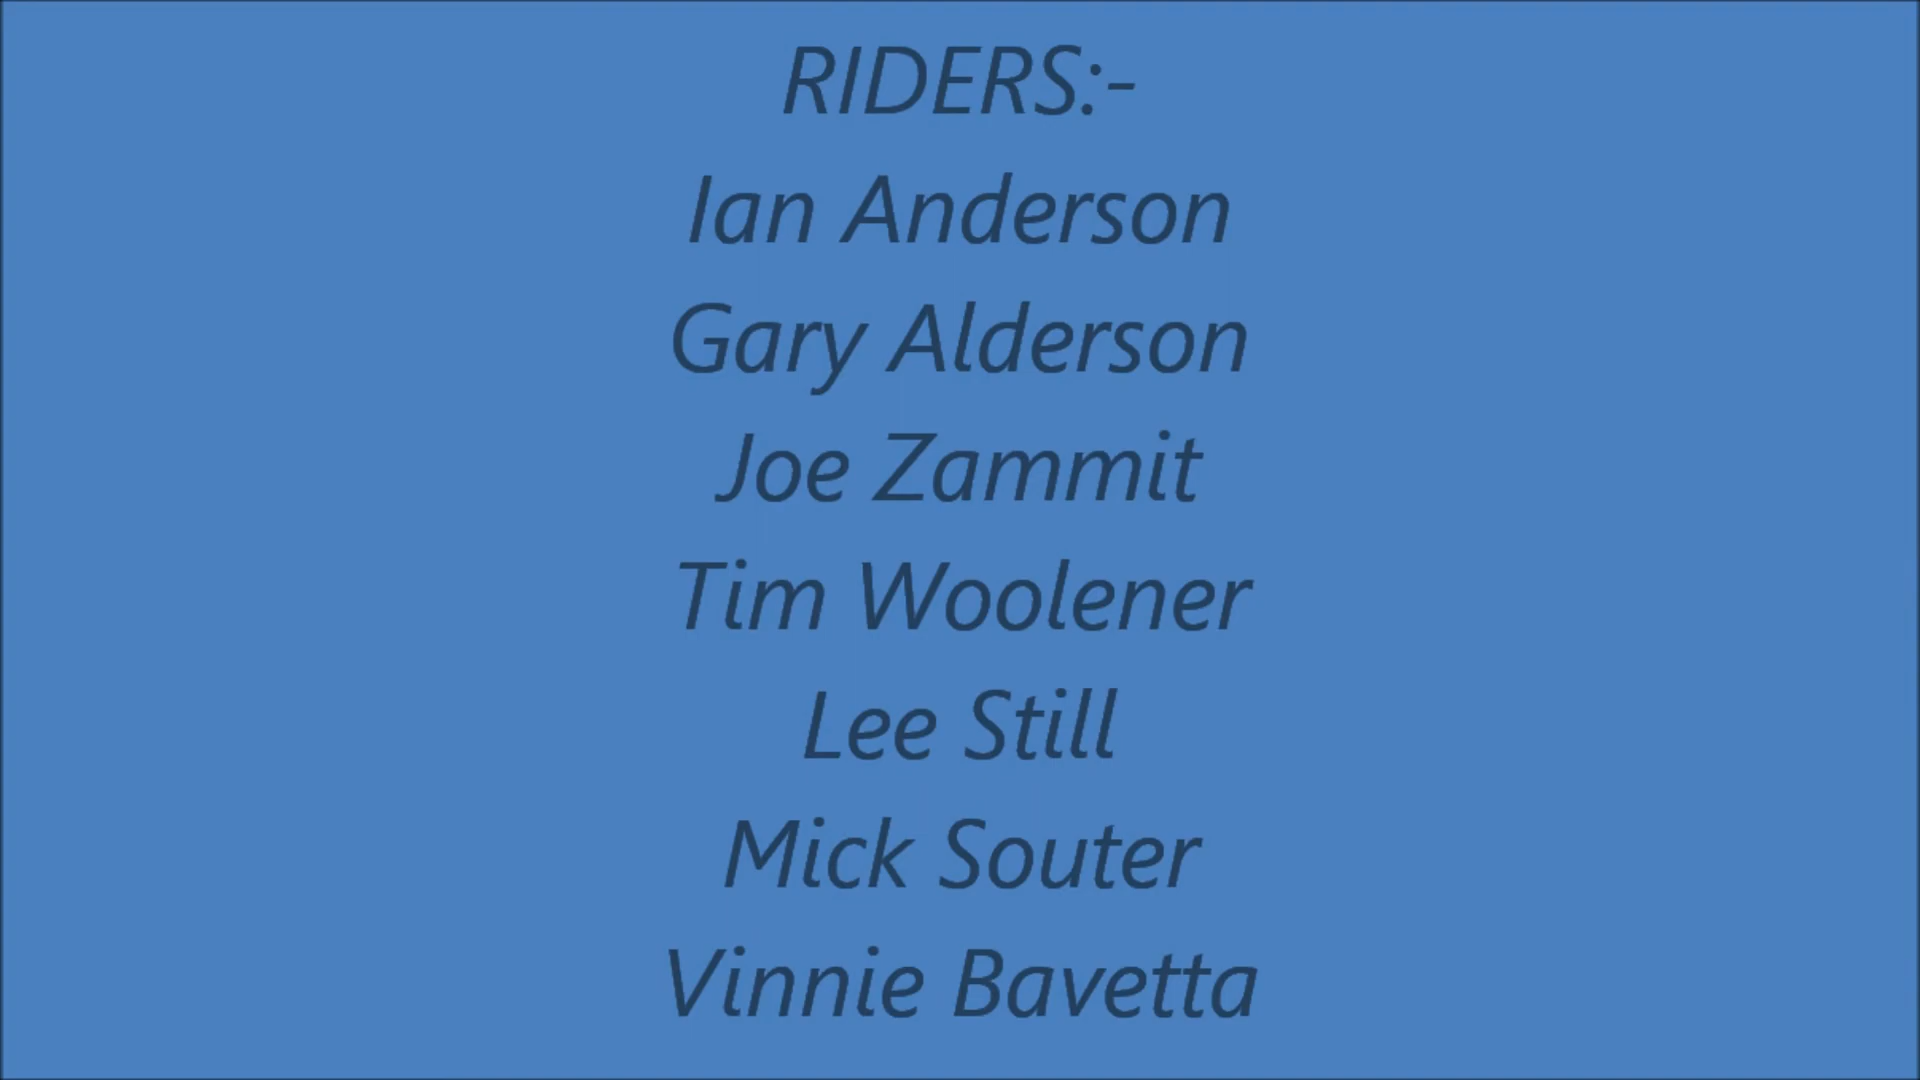 RIDERS:-
Ian Anderson
Gary Alderson
Joe Zammit
Tim Woolener
Lee Still
Mick Souter
Vinnie Bavetta